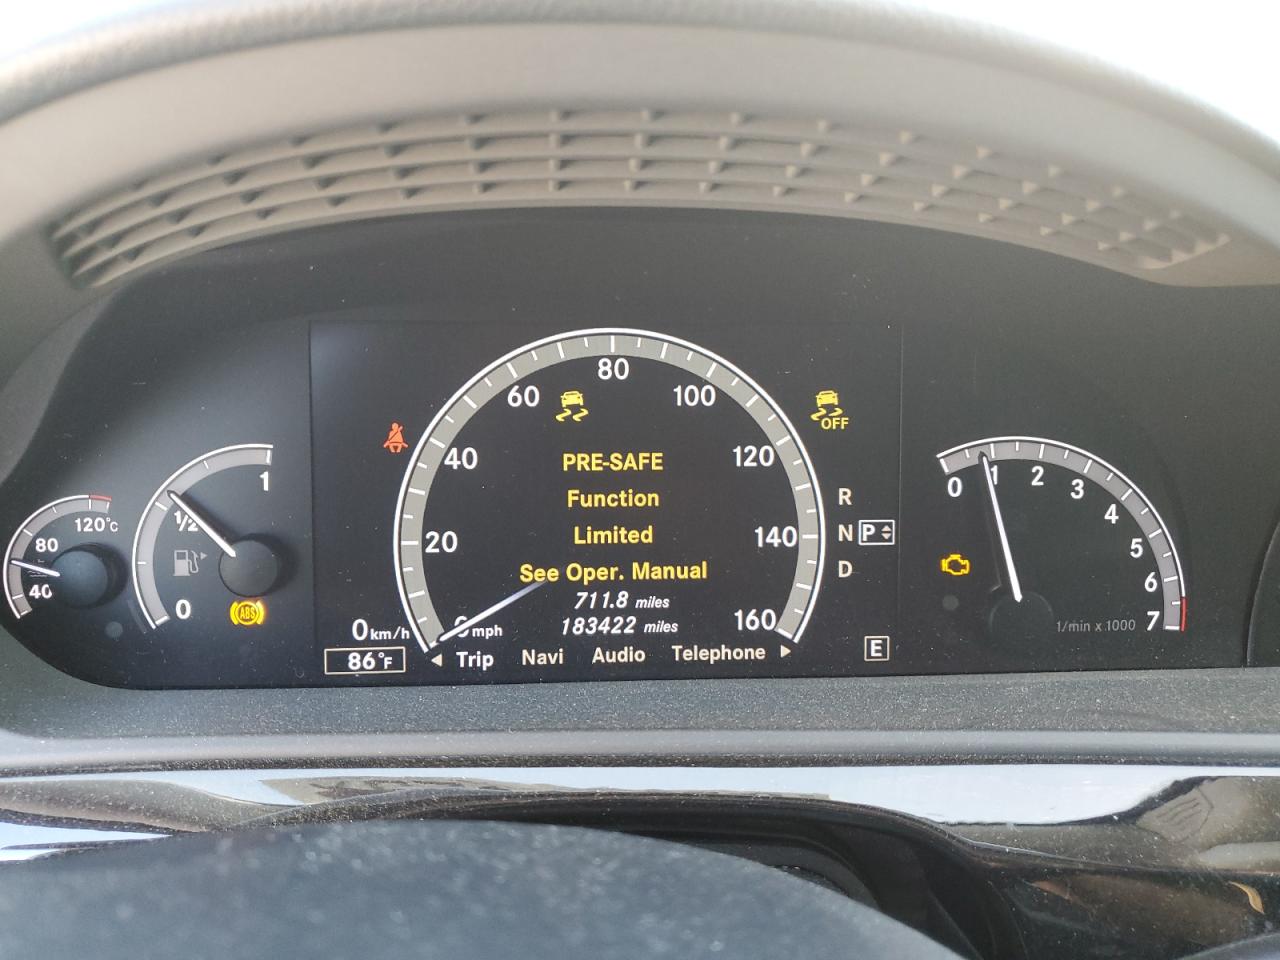 80
60
100
OFF
40
PRE-SAFE
120
1
Function
0
1
2
3
4
5
6
7
R
120°C
1/2
20
Limited
140
N P
80
See Oper. Manual
D
40
711.8 miles
0
ABS
0 km/h
mph
183422 miles
160
1/min x 1000
86°F
Trip Navi Audio Telephone
E